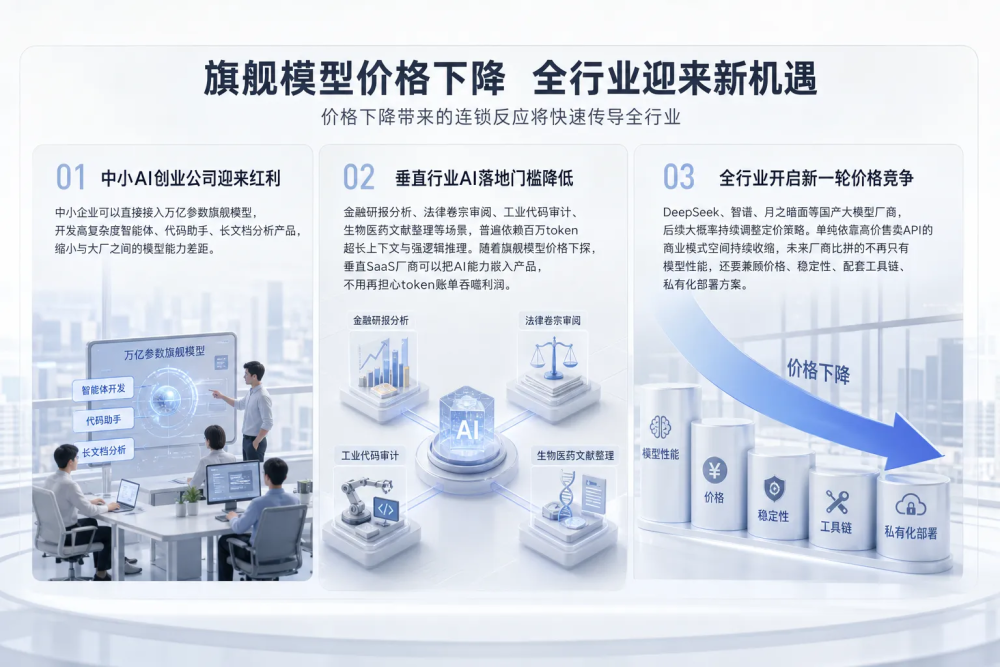 旗舰模型价格下降 全行业迎来新机遇
价格下降带来的连锁反应将快速传导全行业
01 中小AI创业公司迎来红利
中小企业可以直接接入万亿参数旗舰模型，
开发高复杂度智能体、代码助手、长文档分析产品，
缩小与大厂之间的模型能力差距。
万亿参数旗舰模型
智能体开发
代码助手
长文档分析
02 垂直行业AI落地门槛降低
金融研报分析、法律卷宗审阅、工业代码审计、
生物医药文献整理等场景，普遍依赖百万token
超长上下文与强逻辑推理。随着旗舰模型价格下探，
垂直SaaS厂商可以把AI能力嵌入产品，
不用再担心token账单吞噬利润。
金融研报分析
法律卷宗审阅
AI
工业代码审计
</>
生物医药文献整理
03 全行业开启新一轮价格竞争
DeepSeek、智谱、月之暗面等国产大模型厂商，
后续大概率持续调整定价策略。单纯依靠高价售卖API的
商业模式空间持续收缩，未来厂商比拼的不再只有
模型性能，还要兼顾价格、稳定性、配套工具链、
私有化部署方案。
价格下降
模型性能
¥
价格
稳定性
工具链
私有化部署